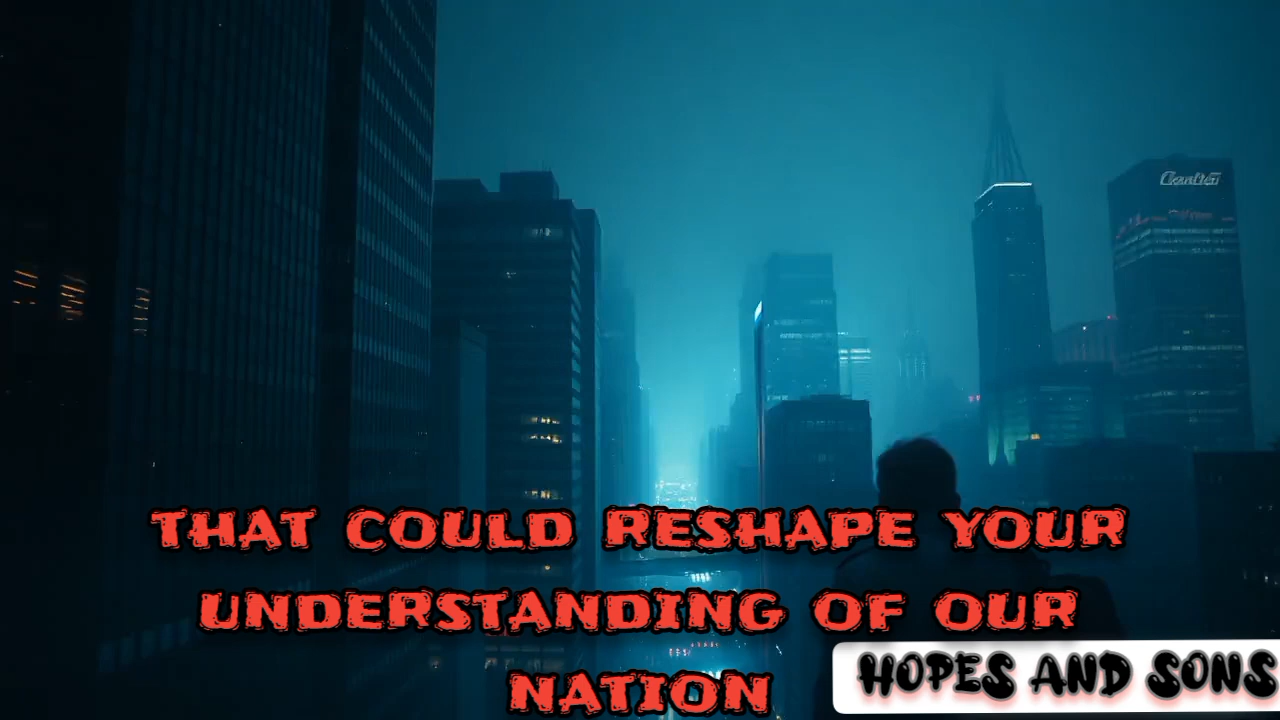 THAT COULD RESHAPE YOUR
UNDERSTANDING OF OUR
NATION
HOPES AND SONS